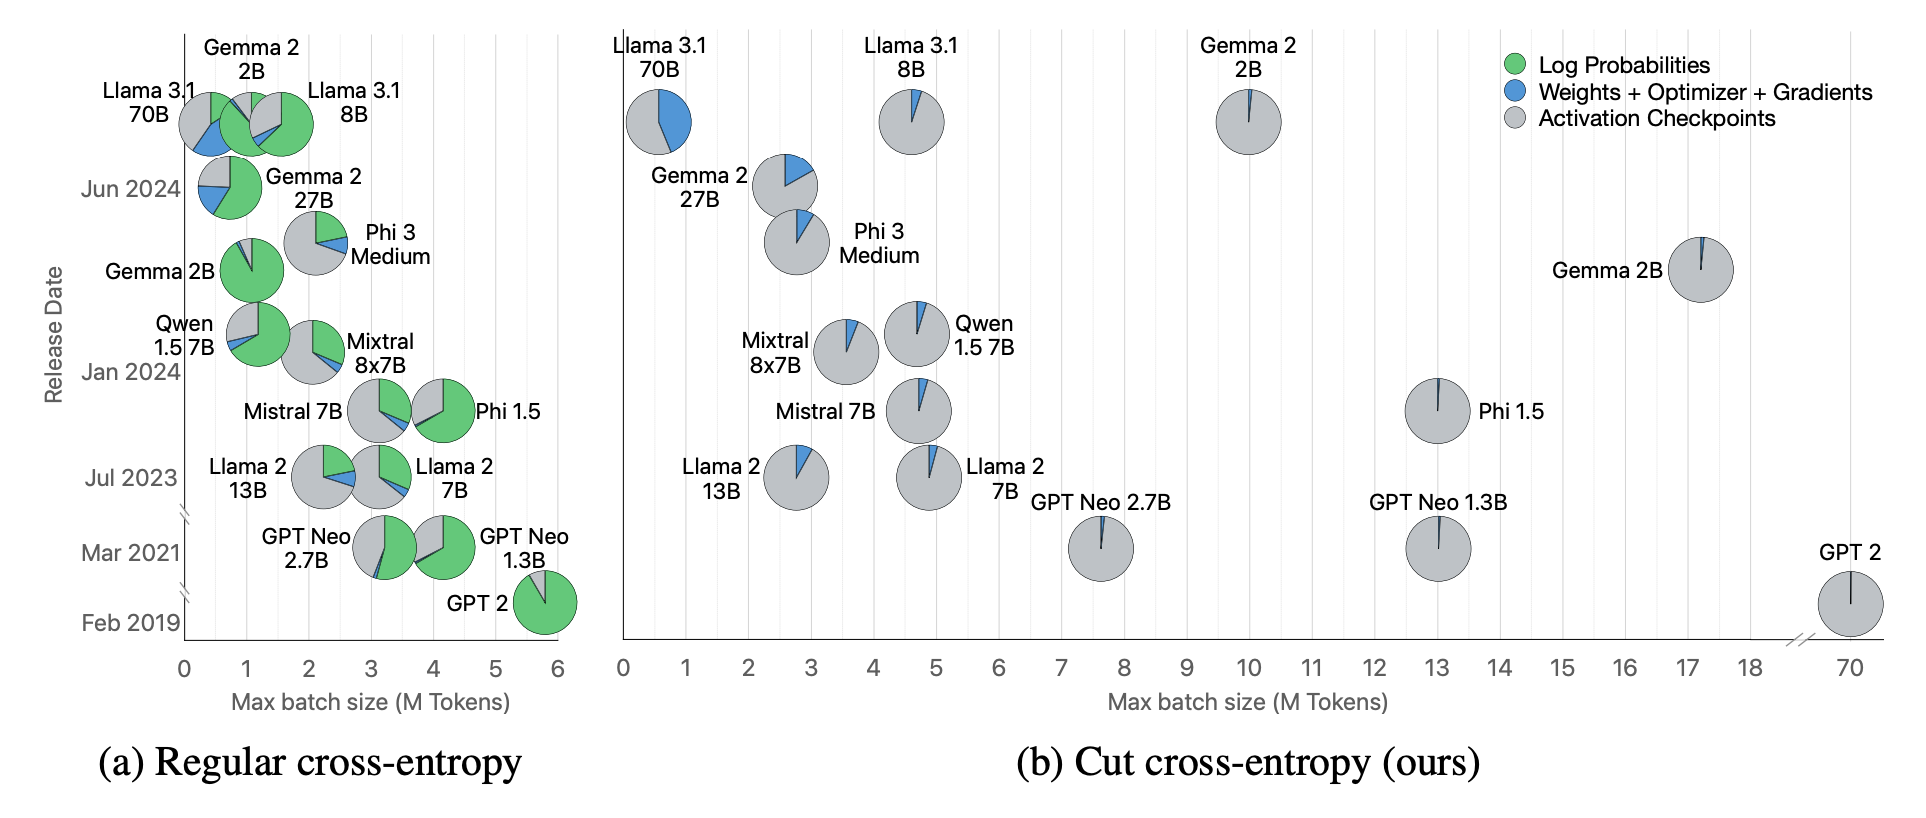 Gemma 2
2B
Llama 3.1
70B
Llama 3.1
8B
Jun 2024
Gemma 2
27B
Phi 3
Medium
Gemma 2B
Qwen
1.5 7B
Mixtral
8x7B
Jan 2024
Mistral 7B
Phi 1.5
Llama 2
13B
Llama 2
7B
Jul 2023
GPT Neo
2.7B
GPT Neo
1.3B
Mar 2021
GPT 2
Feb 2019
Release Date
0 1 2 3 4 5 6
Max batch size (M Tokens)
(a) Regular cross-entropy
Llama 3.1
70B
Llama 3.1
8B
Gemma 2
2B
Log Probabilities
Weights + Optimizer + Gradients
Activation Checkpoints
Gemma 2
27B
Phi 3
Medium
Gemma 2B
Mixtral
8x7B
Qwen
1.5 7B
Mistral 7B
Phi 1.5
Llama 2
13B
Llama 2
7B
GPT Neo 2.7B
GPT Neo 1.3B
GPT 2
0 1 2 3 4 5 6 7 8 9 10 11 12 13 14 15 16 17 18 70
Max batch size (M Tokens)
(b) Cut cross-entropy (ours)